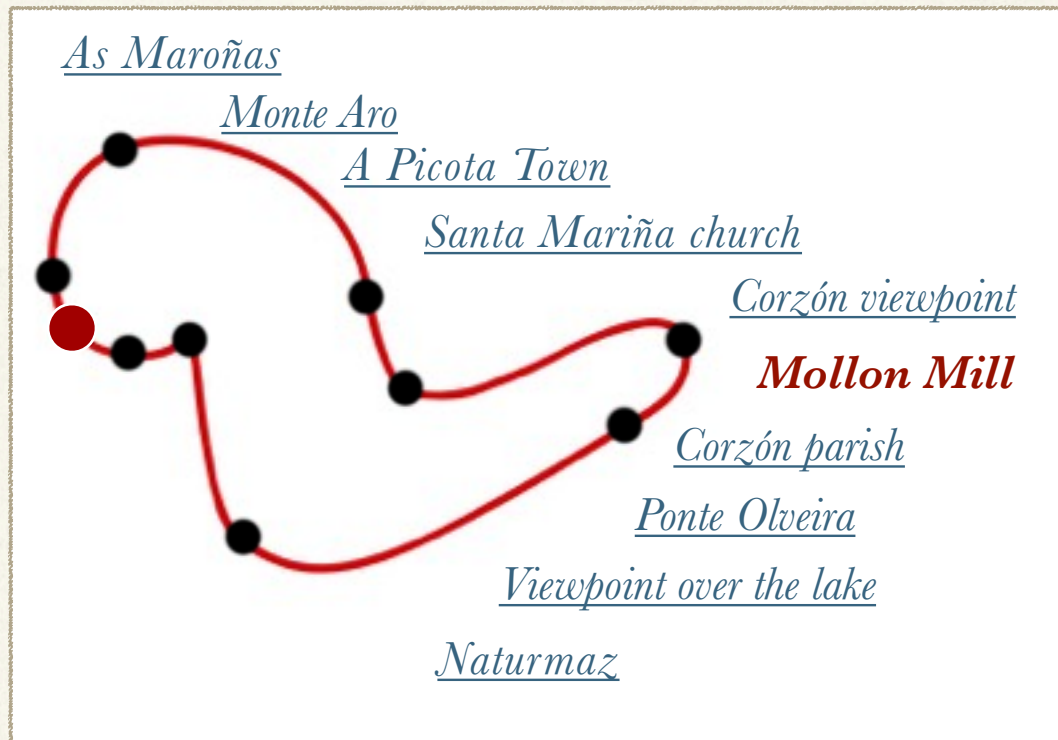 As Maroñas
Monte Aro
A Picota Town
Santa Mariña church
Corzón viewpoint
Mollon Mill
Corzón parish
Ponte Olveira
Viewpoint over the lake
Naturmaz